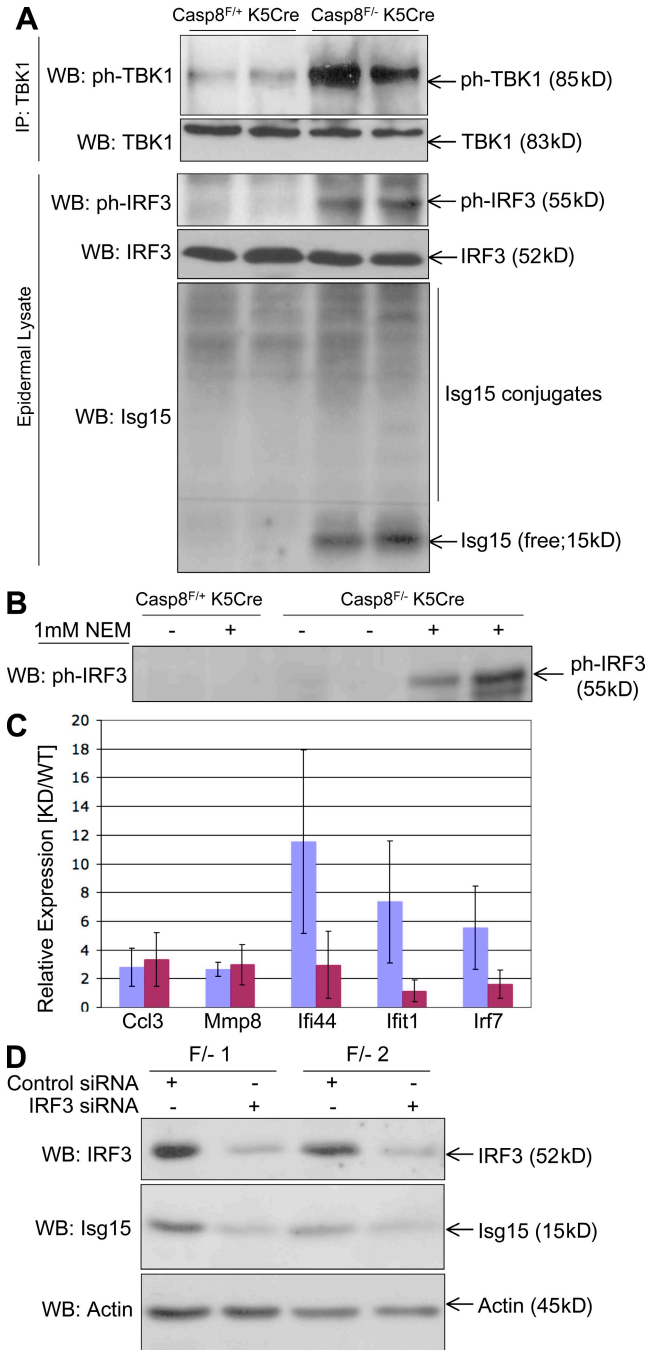 A
Casp8F/+ K5Cre
Casp8F/- K5Cre
IP: TBK1
WB: ph-TBK1
ph-TBK1 (85kD)
WB: TBK1
TBK1 (83kD)
Epidermal Lysate
WB: ph-IRF3
ph-IRF3 (55kD)
WB: IRF3
IRF3 (52kD)
WB: Isg15
Isg15 conjugates
Isg15 (free;15kD)
B
Casp8F/+ K5Cre
Casp8F/- K5Cre
1mM NEM - + - - + +
WB: ph-IRF3
ph-IRF3
(55kD)
C
Relative Expression [KD/WT]
20
18
16
14
12
10
8
6
4
2
0
Ccl3 Mmp8 Ifi44 Ifit1 Irf7
D
F/- 1 F/- 2
Control siRNA + - + -
IRF3 siRNA - + - +
WB: IRF3
IRF3 (52kD)
WB: Isg15
Isg15 (15kD)
WB: Actin
Actin (45kD)